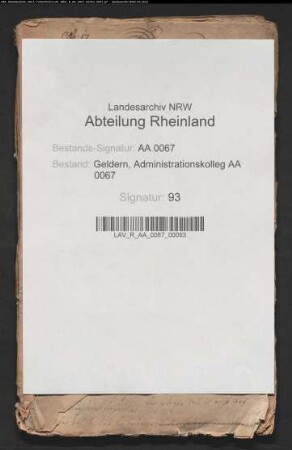 Landesarchiv NRW
Abteilung Rheinland
Bestands-Signatur: AA 0067
Bestand: Geldern, Administrationskolleg AA
0067
Signatur: 93
LAV_R_AA_0067_00093